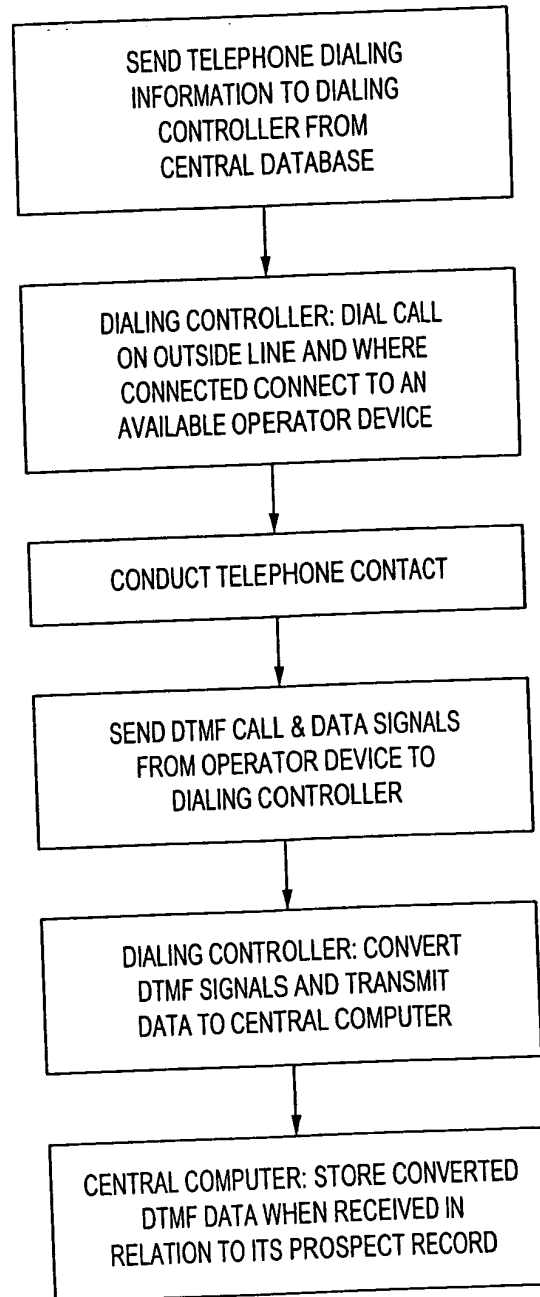 SEND TELEPHONE DIALING
INFORMATION TO DIALING
CONTROLLER FROM
CENTRAL DATABASE
DIALING CONTROLLER: DIAL CALL
ON OUTSIDE LINE AND WHERE
CONNECTED CONNECT TO AN
AVAILABLE OPERATOR DEVICE
CONDUCT TELEPHONE CONTACT
SEND DTMF CALL & DATA SIGNALS
FROM OPERATOR DEVICE TO
DIALING CONTROLLER
DIALING CONTROLLER: CONVERT
DTMF SIGNALS AND TRANSMIT
DATA TO CENTRAL COMPUTER
CENTRAL COMPUTER: STORE CONVERTED
DTMF DATA WHEN RECEIVED IN
RELATION TO ITS PROSPECT RECORD